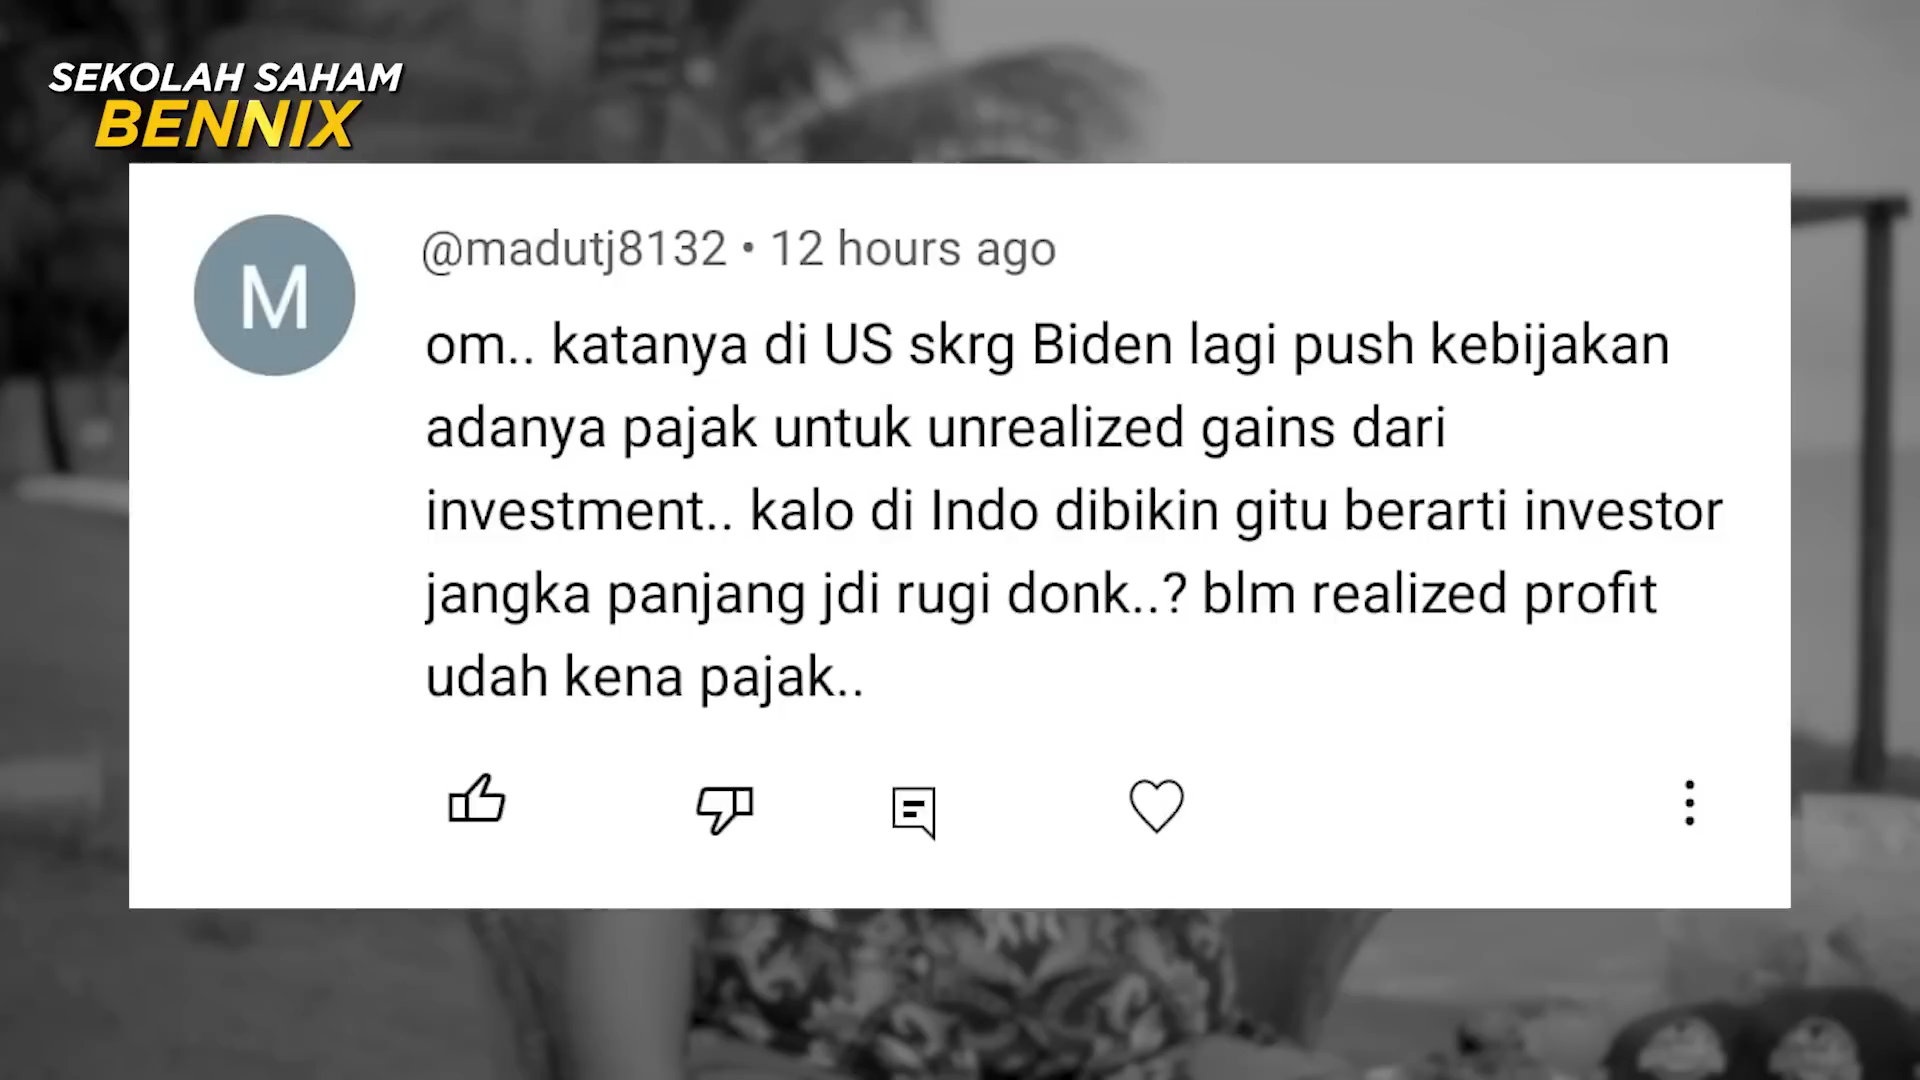 SEKOLAH SAHAM
BENNIX
M
@madutj8132 • 12 hours ago
om.. katanya di US skrg Biden lagi push kebijakan
adanya pajak untuk unrealized gains dari
investment.. kalo di Indo dibikin gitu berarti investor
jangka panjang jdi rugi donk..? blm realized profit
udah kena pajak..